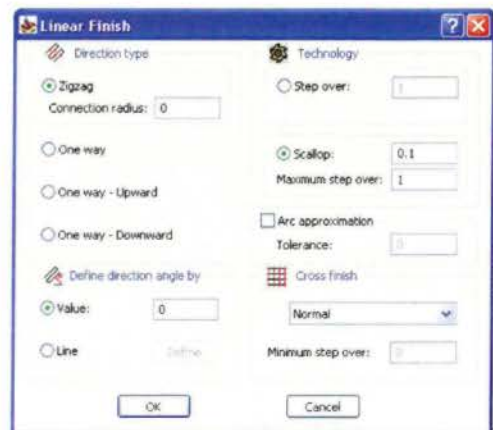 Linear Finish
Direction type
Zigzag
Connection radius: 0
One way
One way - Upward
One way - Downward
Define direction angle by
Value: 0
Line Define
Technology
Step over: 1
Scallop: 0.1
Maximum step over: 1
Arc approximation
Tolerance: 0
Cross finish
Normal
Minimum step over: 0
OK Cancel